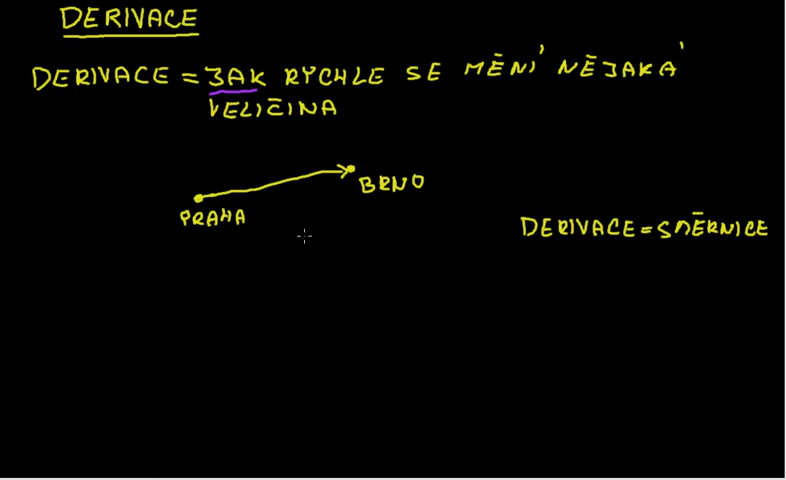 DERIVACE
DERIVACE = JAK RYCHLE SE MĚNÍ NĚJAKÁ
VELIČINA
BRNO
PRAHA
DERIVACE = SMĚRNICE